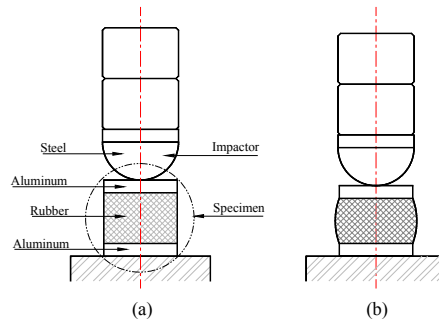 Steel
Impactor
Aluminum
Rubber
Specimen
Aluminum
(a)
(b)